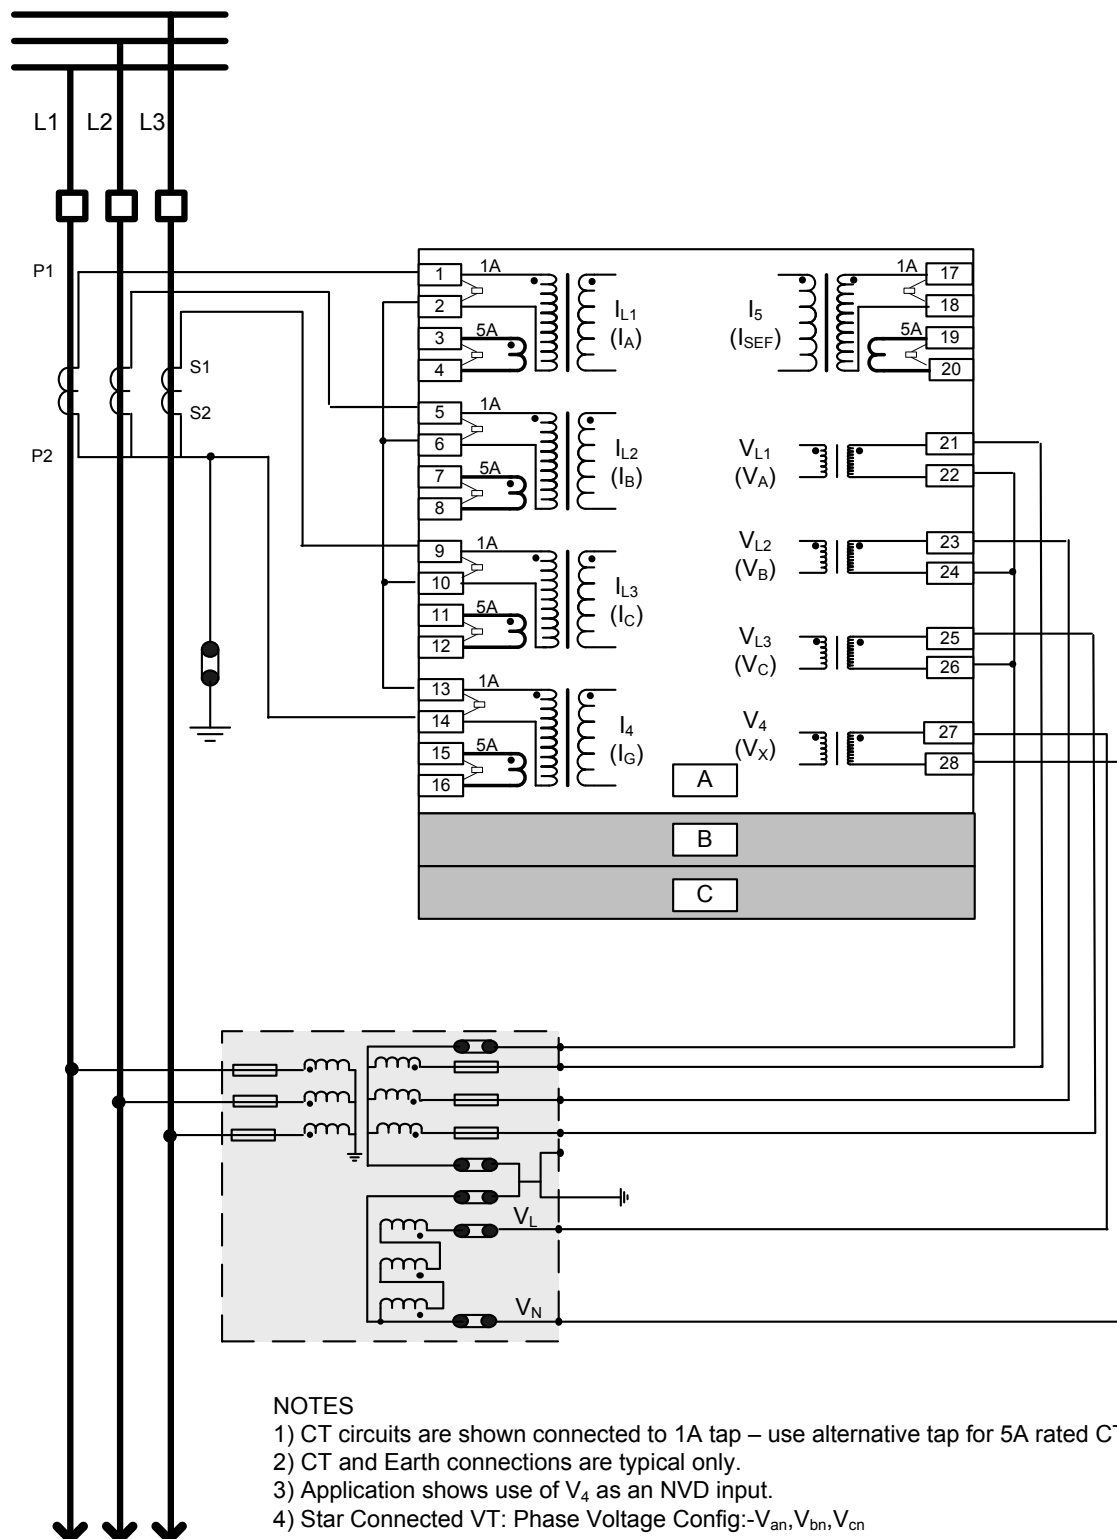 L1 L2 L3
P1
S1
S2
P2
1 1A
2
3 5A
4
I_L1
(I_A)
5 1A
6
7 5A
8
I_L2
(I_B)
9 1A
10
11 5A
12
I_L3
(I_C)
13 1A
14
15 5A
16
I_4
(I_G)
I_5
(I_SEF)
1A 17
18
5A 19
20
V_L1
(V_A)
21
22
V_L2
(V_B)
23
24
V_L3
(V_C)
25
26
V_4
(V_X)
27
28
A
B
C
V_L
V_N
NOTES
1) CT circuits are shown connected to 1A tap – use alternative tap for 5A rated
2) CT and Earth connections are typical only.
3) Application shows use of V_4 as an NVD input.
4) Star Connected VT: Phase Voltage Config:-V_an,V_bn,V_cn